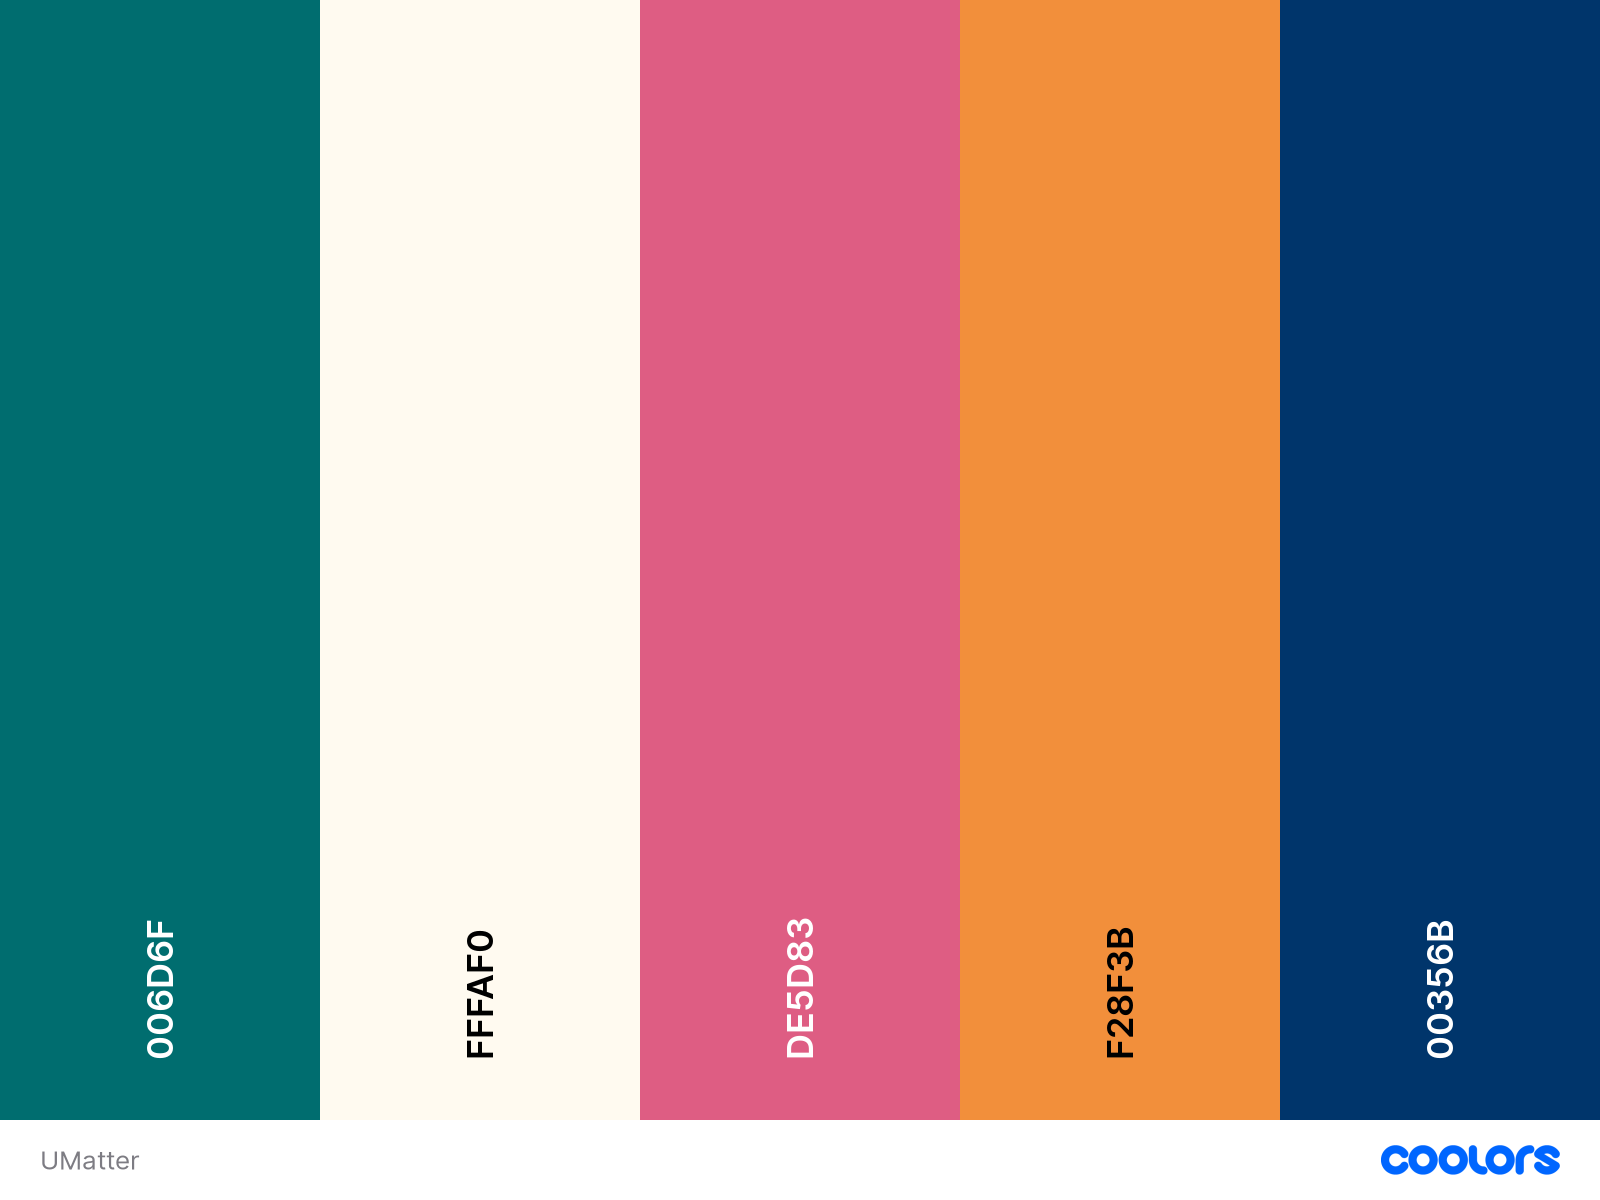 006D6F
FFFAF0
DE5D83
F28F3B
00356B
UMatter
coolors